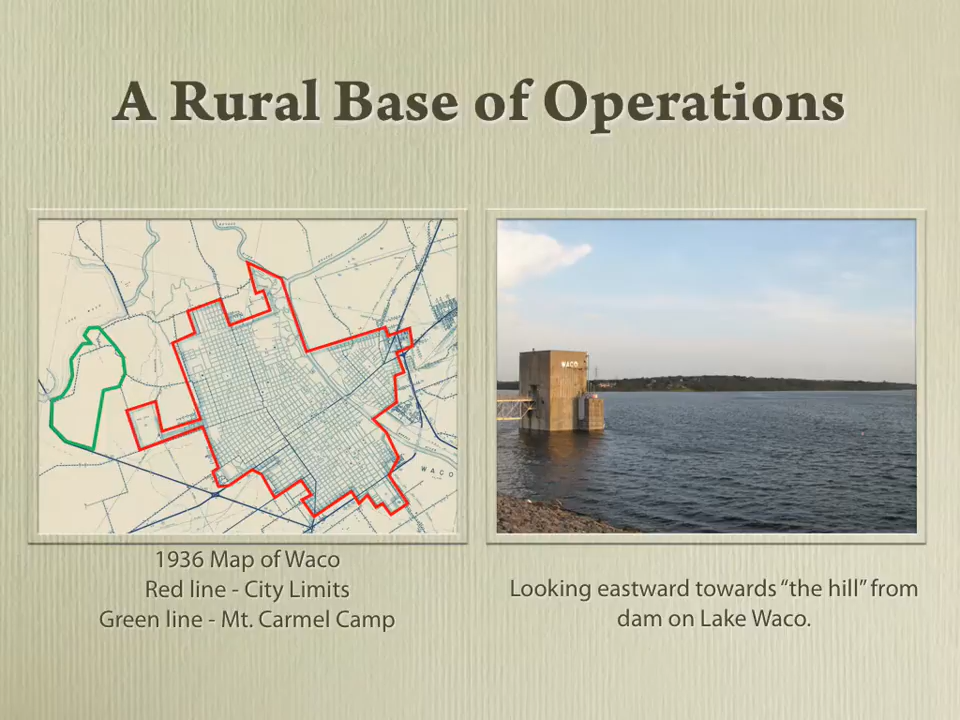 A Rural Base of Operations
WACO
WACO
1936 Map of Waco
Red line - City Limits
Green line - Mt. Carmel Camp
Looking eastward towards “the hill” from
dam on Lake Waco.